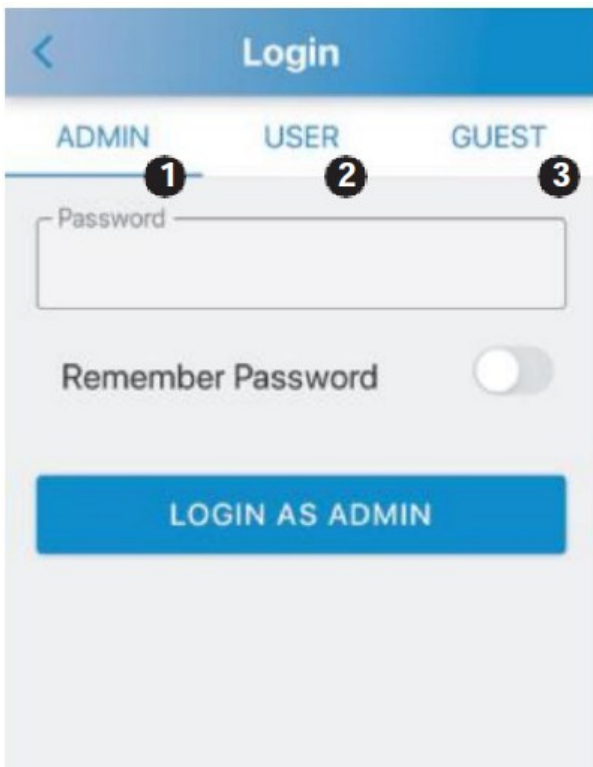 Login
ADMIN USER GUEST
1 2 3
Password
Remember Password
LOGIN AS ADMIN